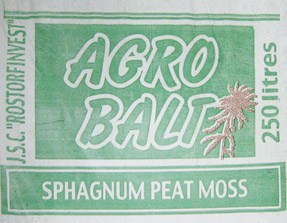 J.S.C. "ROSTORFINVEST"
AGRO
BALT
250 litres
SPHAGNUM PEAT MOSS